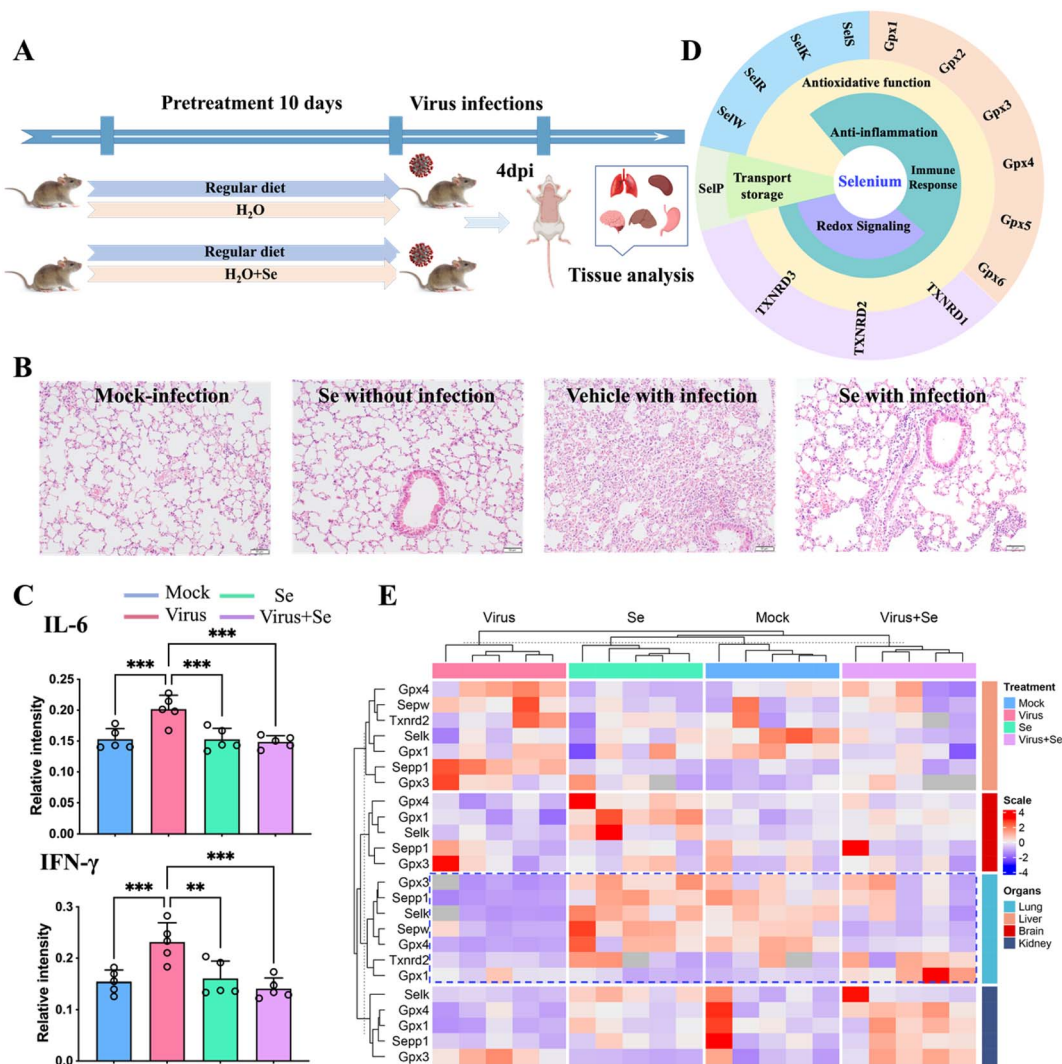 A
Pretreatment 10 days
Virus infections
Regular diet
H₂O
Regular diet
H₂O+Se
4dpi
Tissue analysis
D
SelW
SelR
SelK
SelS
Gpx1
Gpx2
Gpx3
Gpx4
Gpx5
Gpx6
TXNRD1
TXNRD2
TXNRD3
SelP
Antioxidative function
Anti-inflammation
Immune
Response
Selenium
Transport
storage
Redox Signaling
B
Mock-infection
Se without infection
Vehicle with infection
Se with infection
C
Mock
Se
Virus
Virus+Se
IL-6
***
***
***
Relative intensity
0.25
0.20
0.15
0.10
0.05
0.00
IFN-γ
***
***
**
Relative intensity
0.3
0.2
0.1
0.0
E
Virus
Se
Mock
Virus+Se
Gpx4
Sepw
Txnrd2
Selk
Gpx1
Sepp1
Gpx3
Gpx4
Gpx1
Selk
Sepp1
Gpx3
Gpx3
Sepp1
Selk
Sepw
Gpx4
Txnrd2
Gpx1
Selk
Gpx4
Gpx1
Sepp1
Gpx3
Treatment
Mock
Virus
Se
Virus+Se
Scale
4
2
0
-2
-4
Organs
Lung
Liver
Brain
Kidney